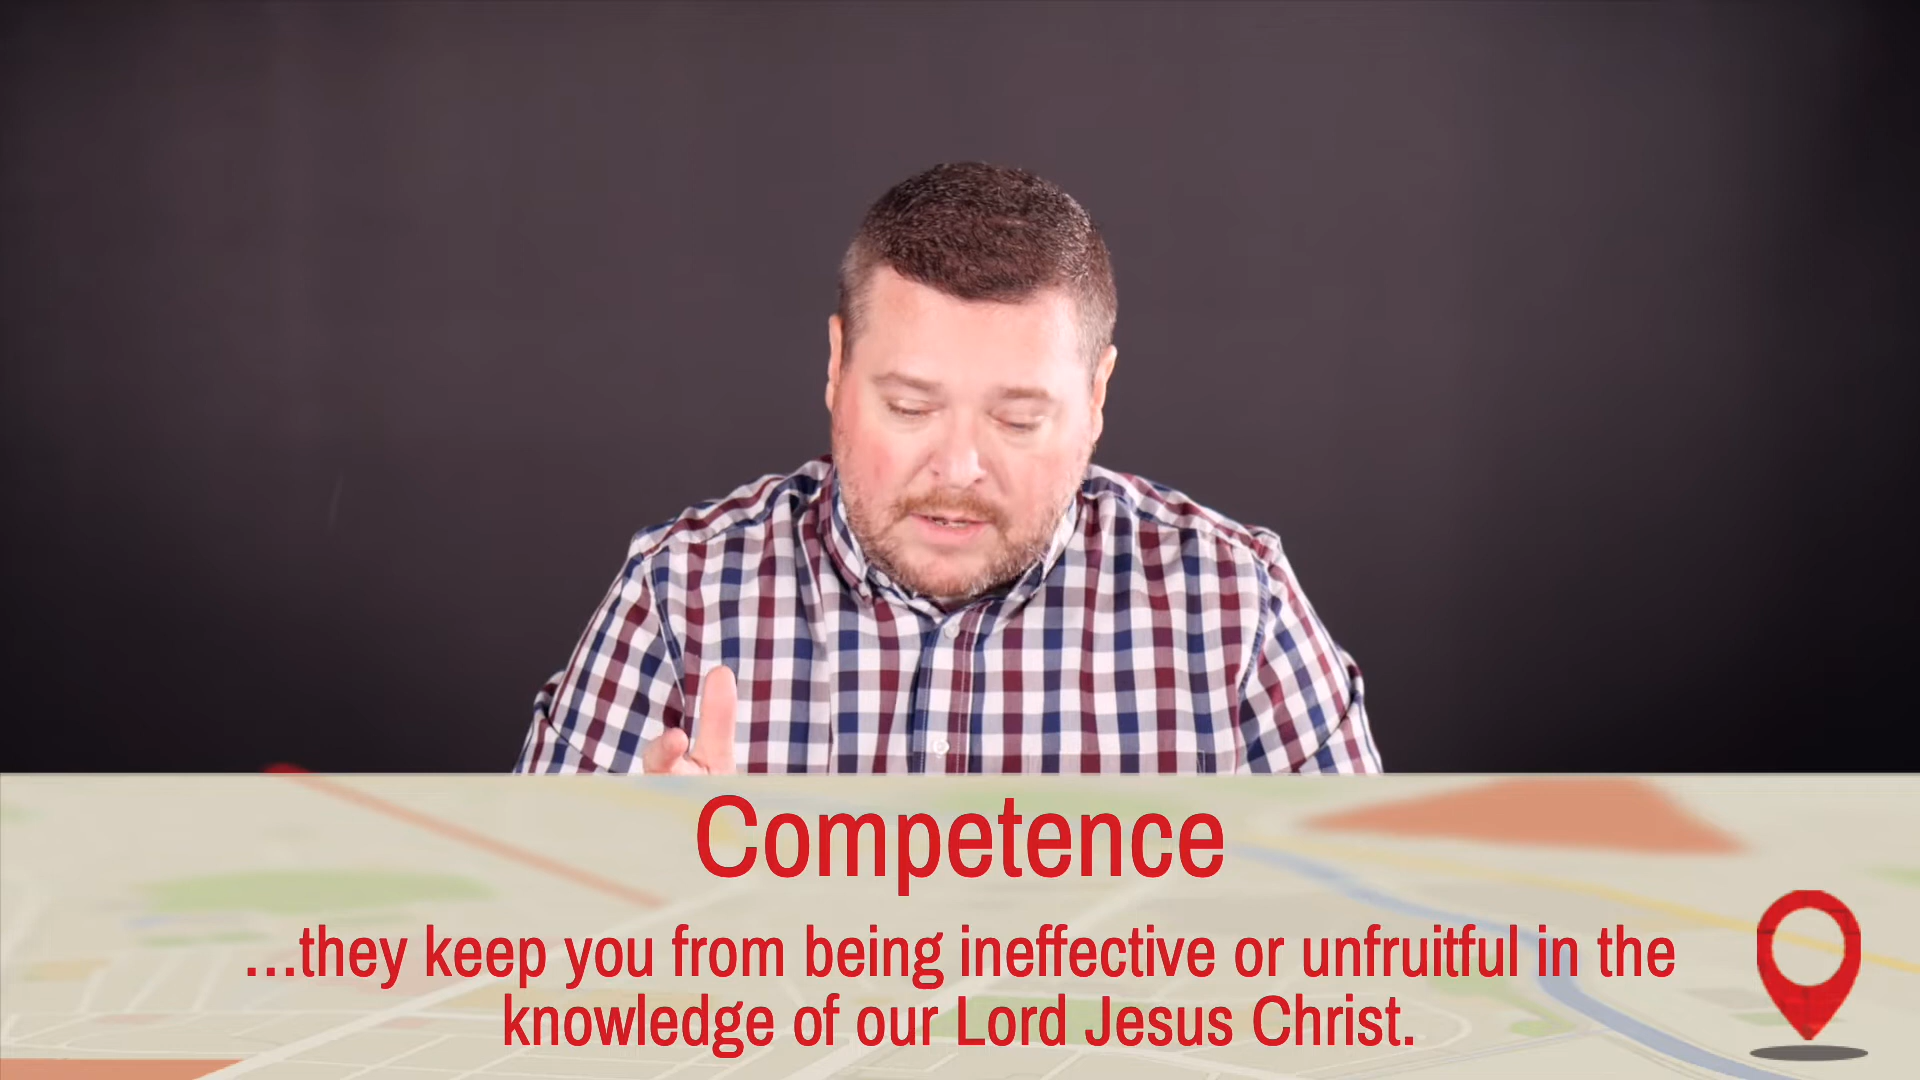 Competence
...they keep you from being ineffective or unfruitful in the
knowledge of our Lord Jesus Christ.